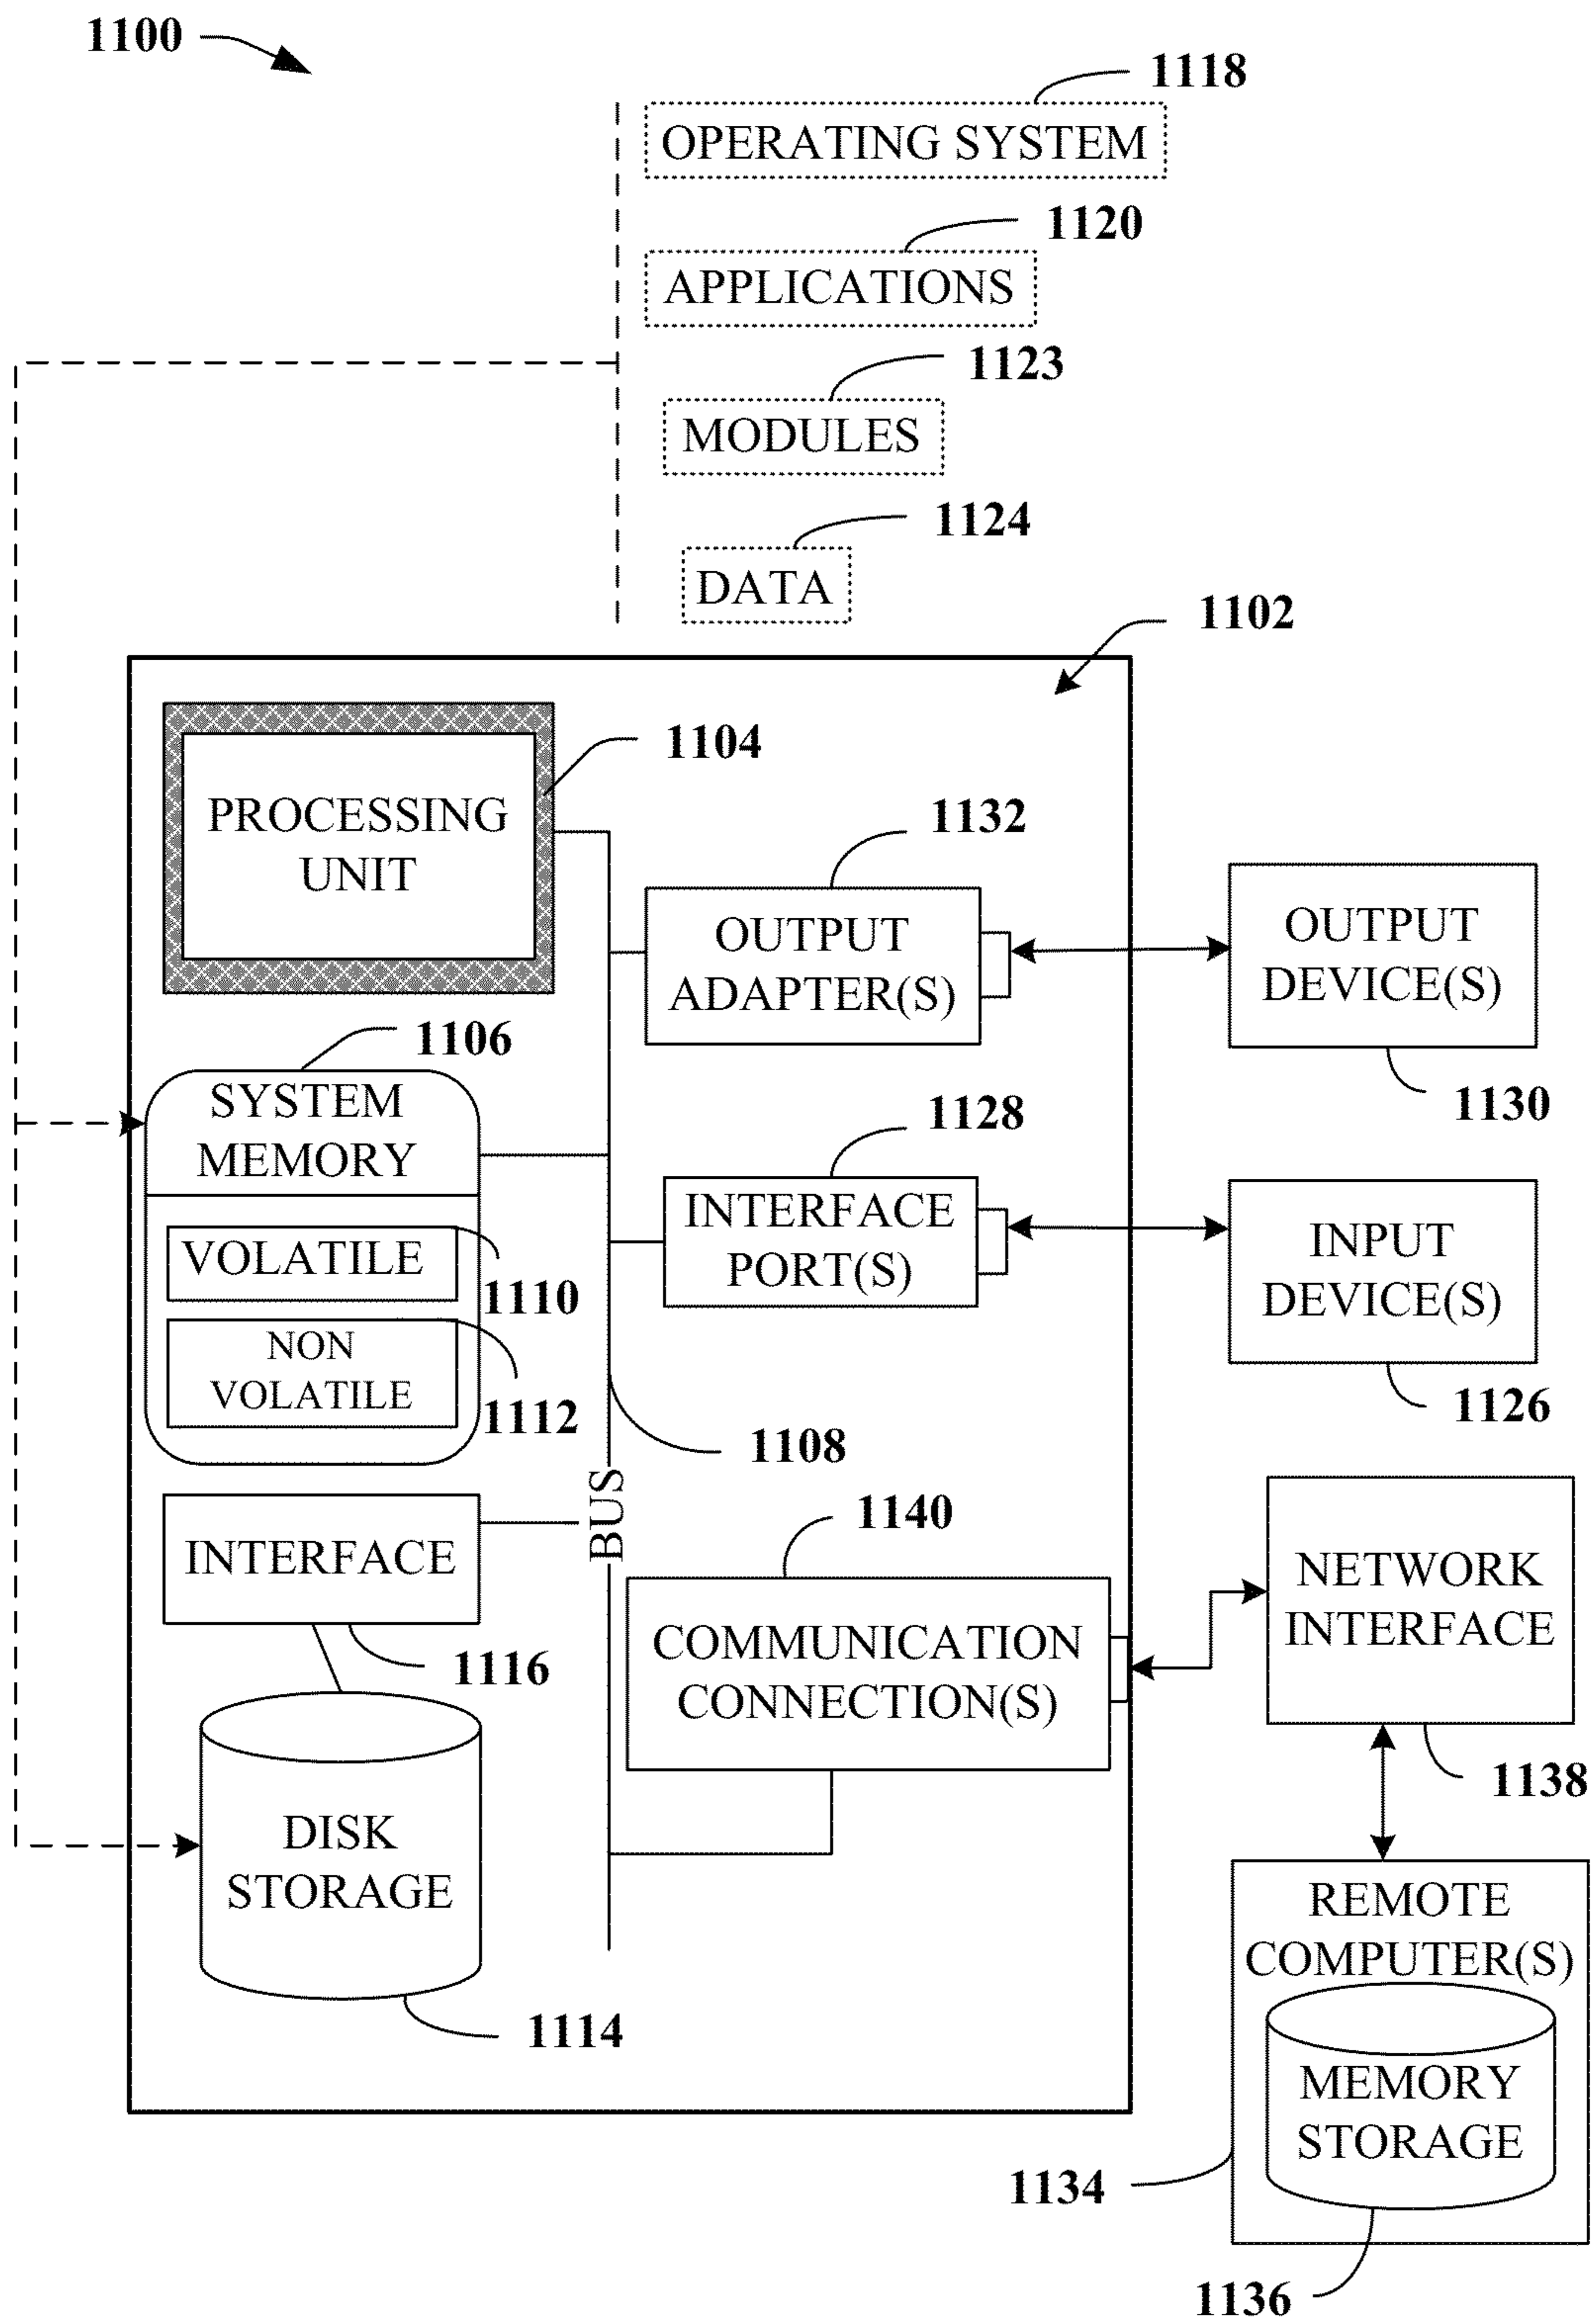 1100
1118
OPERATING SYSTEM
1120
APPLICATIONS
1123
MODULES
1124
DATA
1102
1104
PROCESSING
UNIT
1132
OUTPUT
ADAPTER(S)
OUTPUT
DEVICE(S)
1130
1106
SYSTEM
MEMORY
1128
INTERFACE
PORT(S)
INPUT
DEVICE(S)
1126
VOLATILE
1110
NON
VOLATILE
1112
1108
BUS
1140
INTERFACE
1116
COMMUNICATION
CONNECTION(S)
NETWORK
INTERFACE
1138
DISK
STORAGE
1114
REMOTE
COMPUTER(S)
MEMORY
STORAGE
1134
1136